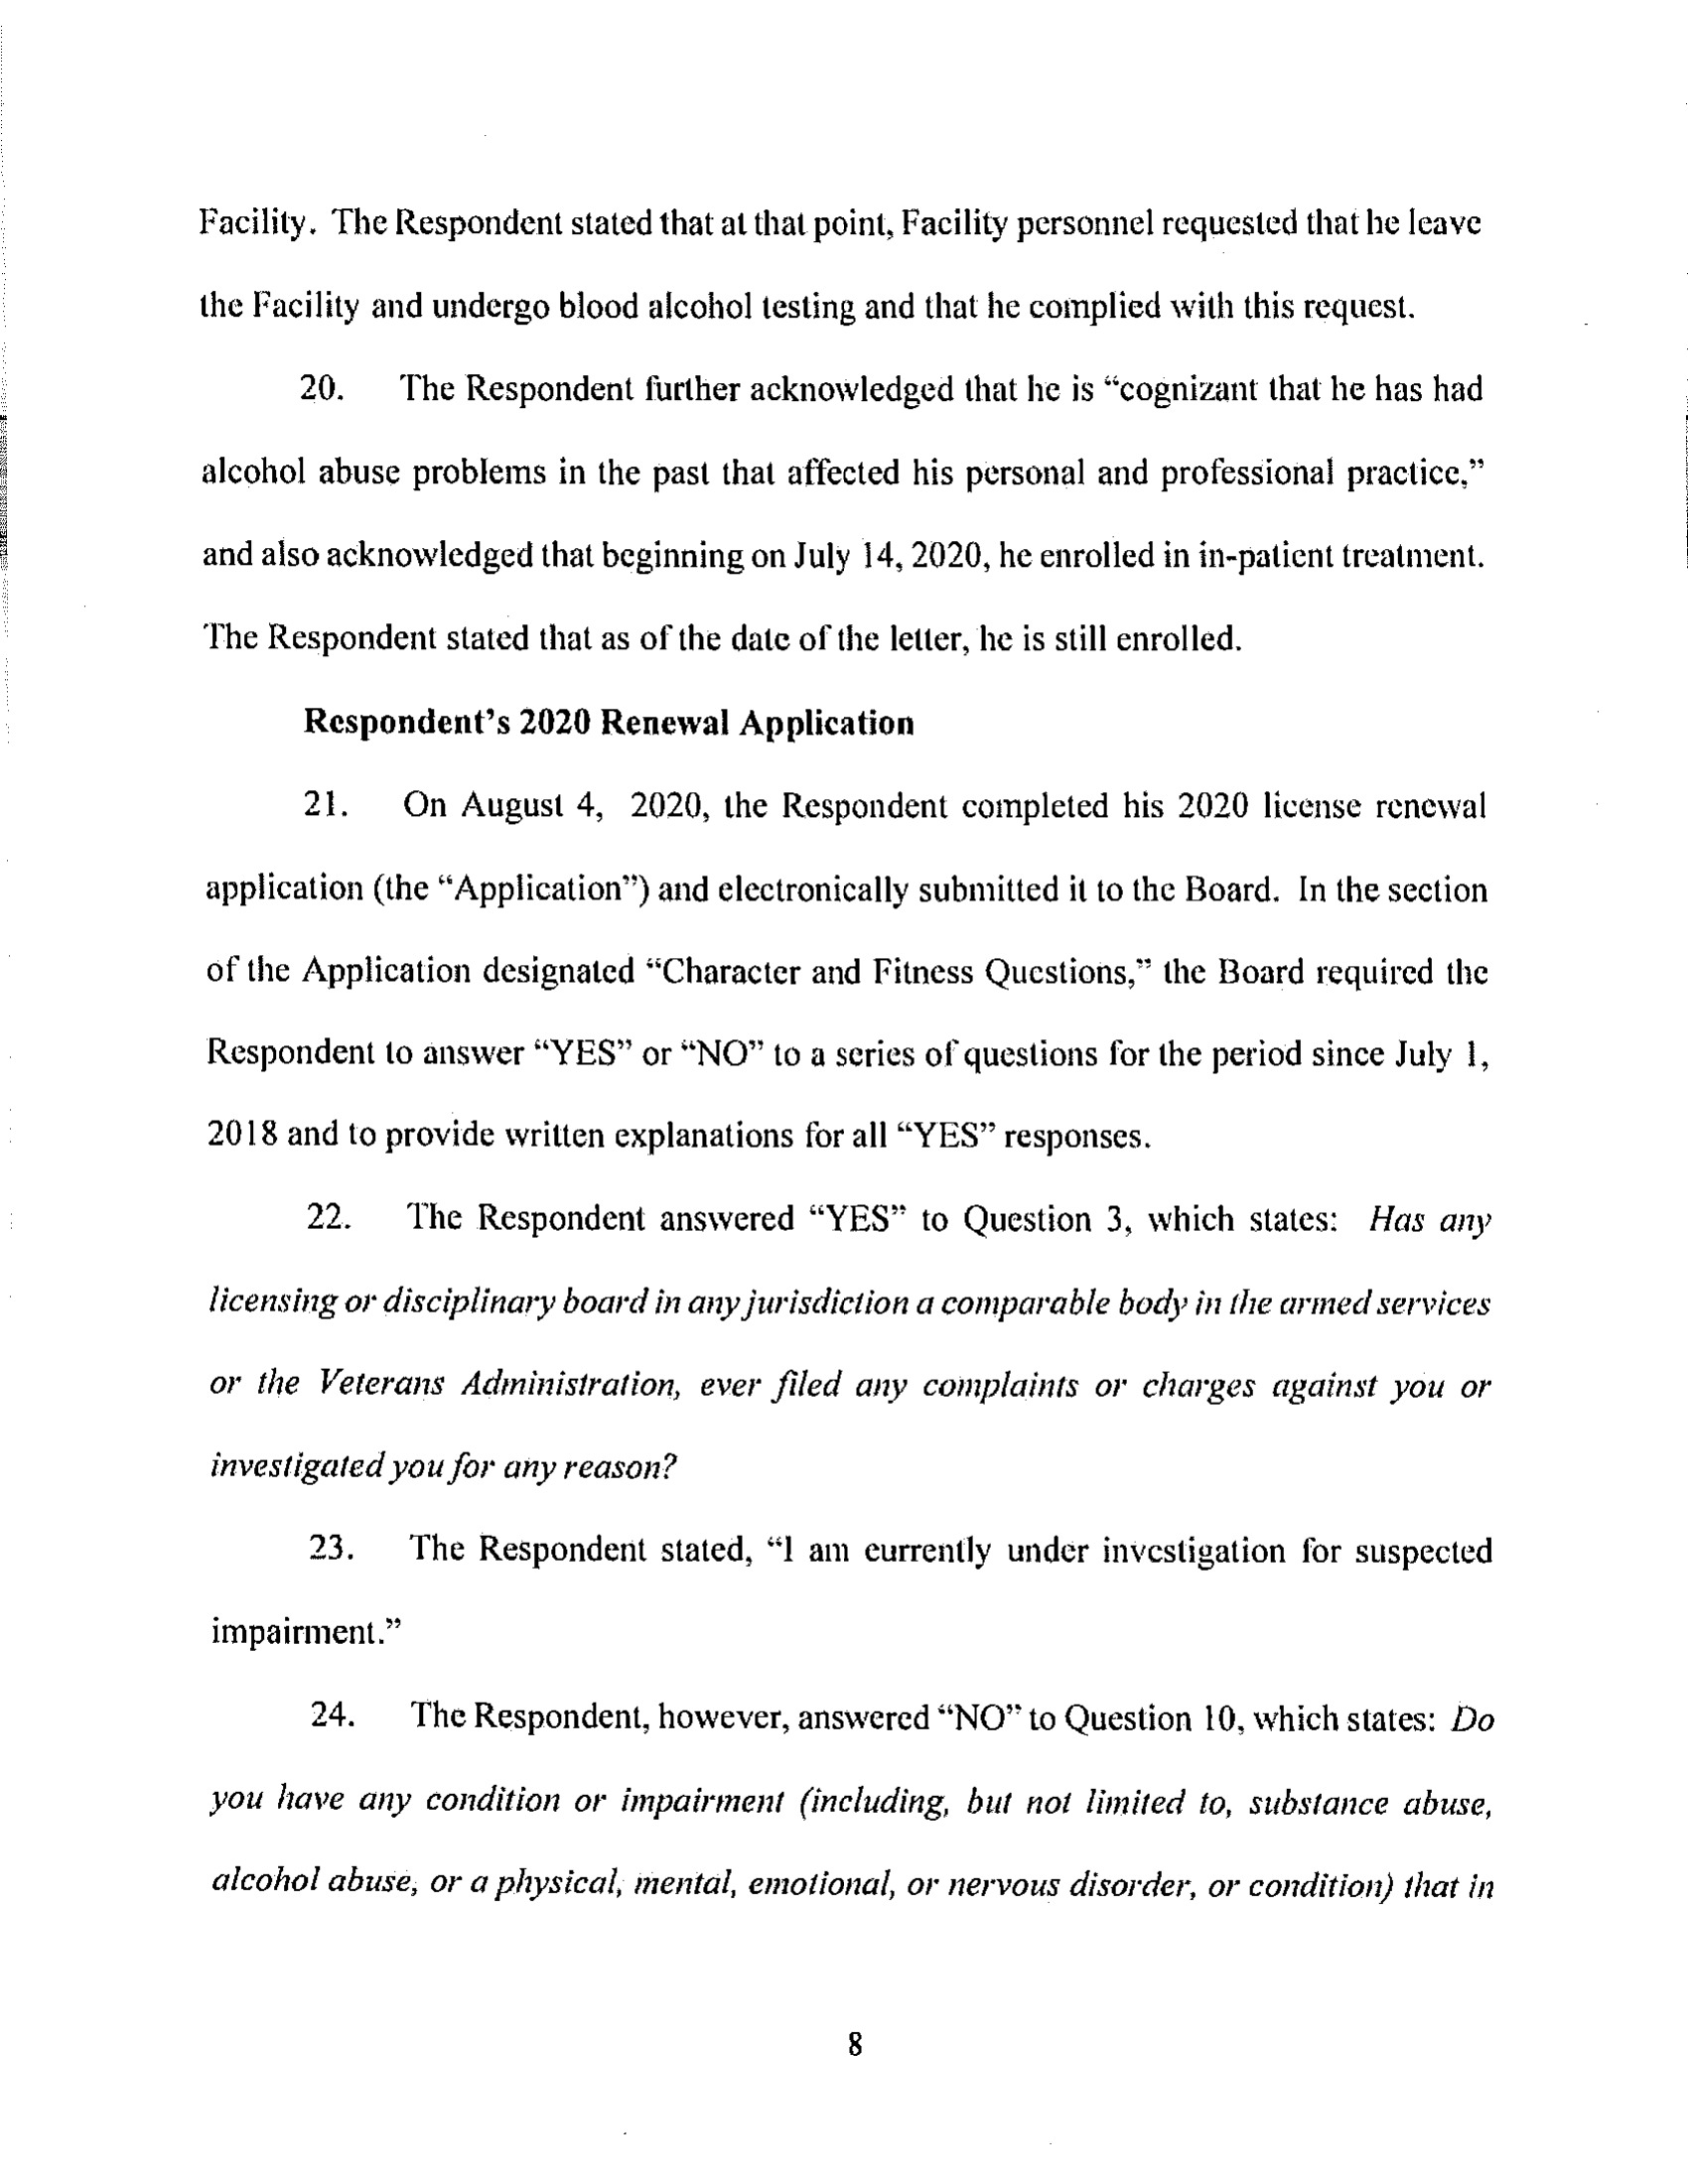 Facility. The Respondent stated that at that point, Facility personnel requested that he leave
the Facility and undergo blood alcohol testing and that he complied with this request.
20. The Respondent further acknowledged that he is “cognizant that he has had
alcohol abuse problems in the past that affected his personal and professional practice,”
and also acknowledged that beginning on July 14, 2020, he enrolled in in-patient treatment.
The Respondent stated that as of the date of the letter, he is still enrolled.
Respondent’s 2020 Renewal Application
21. On August 4, 2020, the Respondent completed his 2020 license renewal
application (the “Application”) and electronically submitted it to the Board. In the section
of the Application designated “Character and Fitness Questions,” the Board required the
Respondent to answer “YES” or “NO” to a series of questions for the period since July 1,
2018 and to provide written explanations for all “YES” responses.
22. The Respondent answered “YES” to Question 3, which states: Has any
licensing or disciplinary board in any jurisdiction a comparable body in the armed services
or the Veterans Administration, ever filed any complaints or charges against you or
investigated you for any reason?
23. The Respondent stated, “I am currently under investigation for suspected
impairment.”
24. The Respondent, however, answered “NO” to Question 10, which states: Do
you have any condition or impairment (including, but not limited to, substance abuse,
alcohol abuse, or a physical, mental, emotional, or nervous disorder, or condition) that in
8